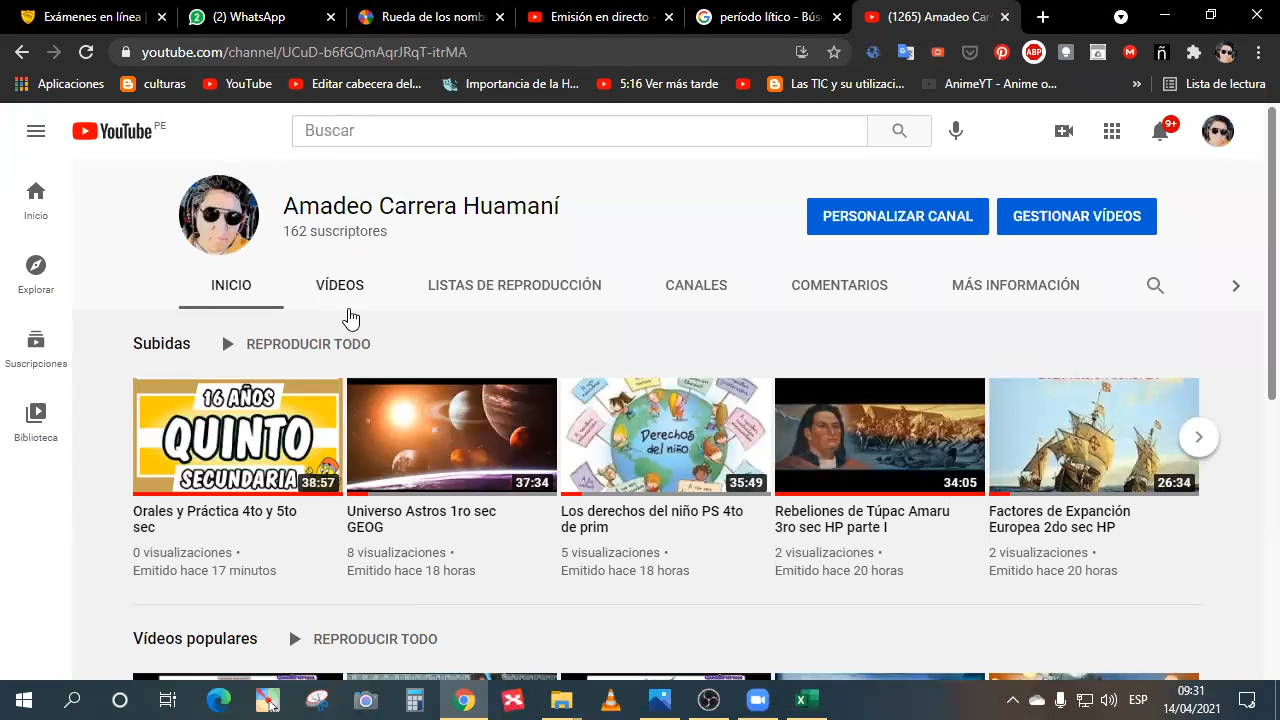 Exámenes en línea
(2) WhatsApp
Rueda de los nomb
Emisión en directo -
período lítico - Bús
(1265) Amadeo Car
youtube.com/channel/UCuD-b6fGQmAqrJRqT-itrMA
ABP
M
ñ
Aplicaciones
culturas
YouTube
Editar cabecera del...
Importancia de la H...
5:16 Ver más tarde
Las TIC y su utilizaci...
AnimeYT - Anime o...
»
Lista de lectura
YouTube PE
Buscar
9+
Inicio
Explorar
Suscripciones
Biblioteca
Amadeo Carrera Huamaní
162 suscriptores
PERSONALIZAR CANAL
GESTIONAR VÍDEOS
INICIO
VÍDEOS
LISTAS DE REPRODUCCIÓN
CANALES
COMENTARIOS
MÁS INFORMACIÓN
Subidas
REPRODUCIR TODO
16 AÑOS
QUINTO
SECUNDARIA
38:57
37:34
Derechos
del niño
35:49
34:05
26:34
Orales y Práctica 4to y 5to
sec
0 visualizaciones •
Emitido hace 17 minutos
Universo Astros 1ro sec
GEOG
8 visualizaciones •
Emitido hace 18 horas
Los derechos del niño PS 4to
de prim
5 visualizaciones •
Emitido hace 18 horas
Rebeliones de Túpac Amaru
3ro sec HP parte I
2 visualizaciones •
Emitido hace 20 horas
Factores de Expansión
Europea 2do sec HP
2 visualizaciones •
Emitido hace 20 horas
Vídeos populares
REPRODUCIR TODO
ESP
09:31
14/04/2021